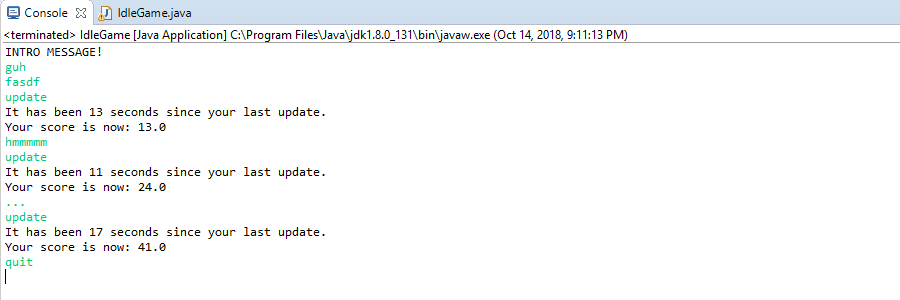 Console IdleGame.java
<terminated> IdleGame [Java Application] C:\Program Files\Java\jdk1.8.0_131\bin\javaw.exe (Oct 14, 2018, 9:11:13 PM)
INTRO MESSAGE!
guh
fasdf
update
It has been 13 seconds since your last update.
Your score is now: 13.0
hmmmmm
update
It has been 11 seconds since your last update.
Your score is now: 24.0
...
update
It has been 17 seconds since your last update.
Your score is now: 41.0
quit